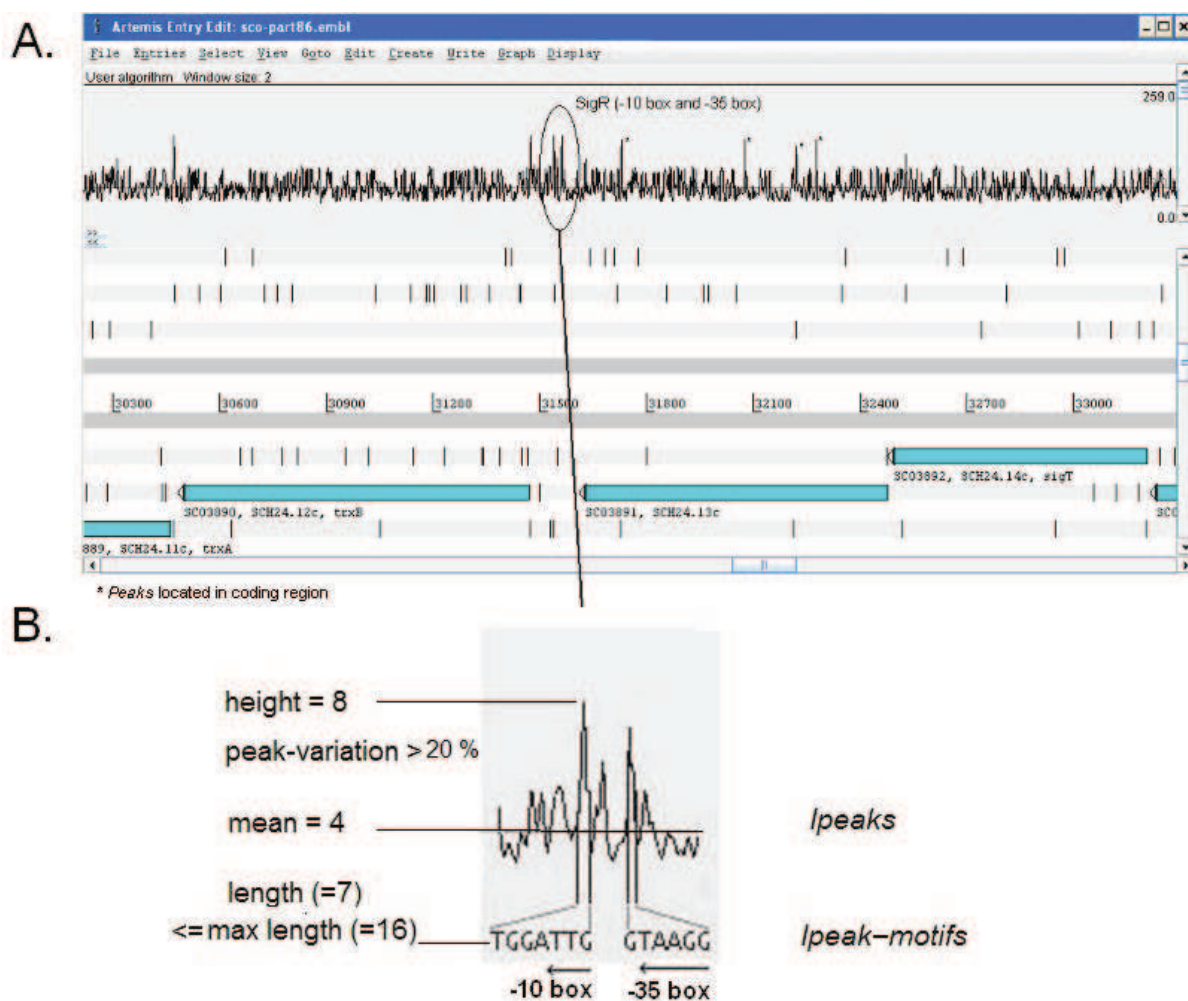 A.
Artemis Entry Edit: sco-part86.embl
File Entries Select View Goto Edit Create Write Graph Display
User algorithm Window size: 2
SigR (-10 box and -35 box)
259.0
* * * *
0.0
30300 30600 30900 31200 31500 31800 32100 32400 32700 33000
SCO3892, SCH24.14c, sigT
SCO3890, SCH24.12c, trxB
SCO3891, SCH24.13c
SCO
889, SCH24.11c, trxA
* Peaks located in coding region
B.
height = 8
peak-variation > 20 %
mean = 4
Ipeaks
length (=7)
<= max length (=16)
TGGATTG GTAAGG
Ipeak-motifs
-10 box -35 box